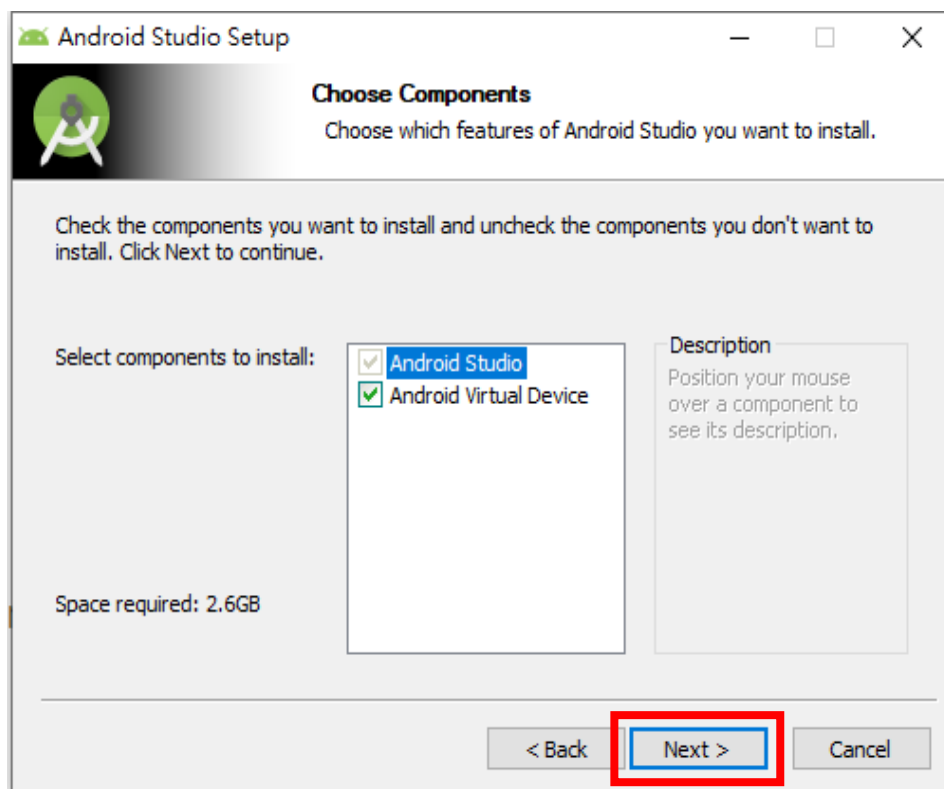 Android Studio Setup
Choose Components
Choose which features of Android Studio you want to install.
Check the components you want to install and uncheck the components you don't want to
install. Click Next to continue.
Select components to install:
Android Studio
Android Virtual Device
Description
Position your mouse
over a component to
see its description.
Space required: 2.6GB
< Back
Next >
Cancel